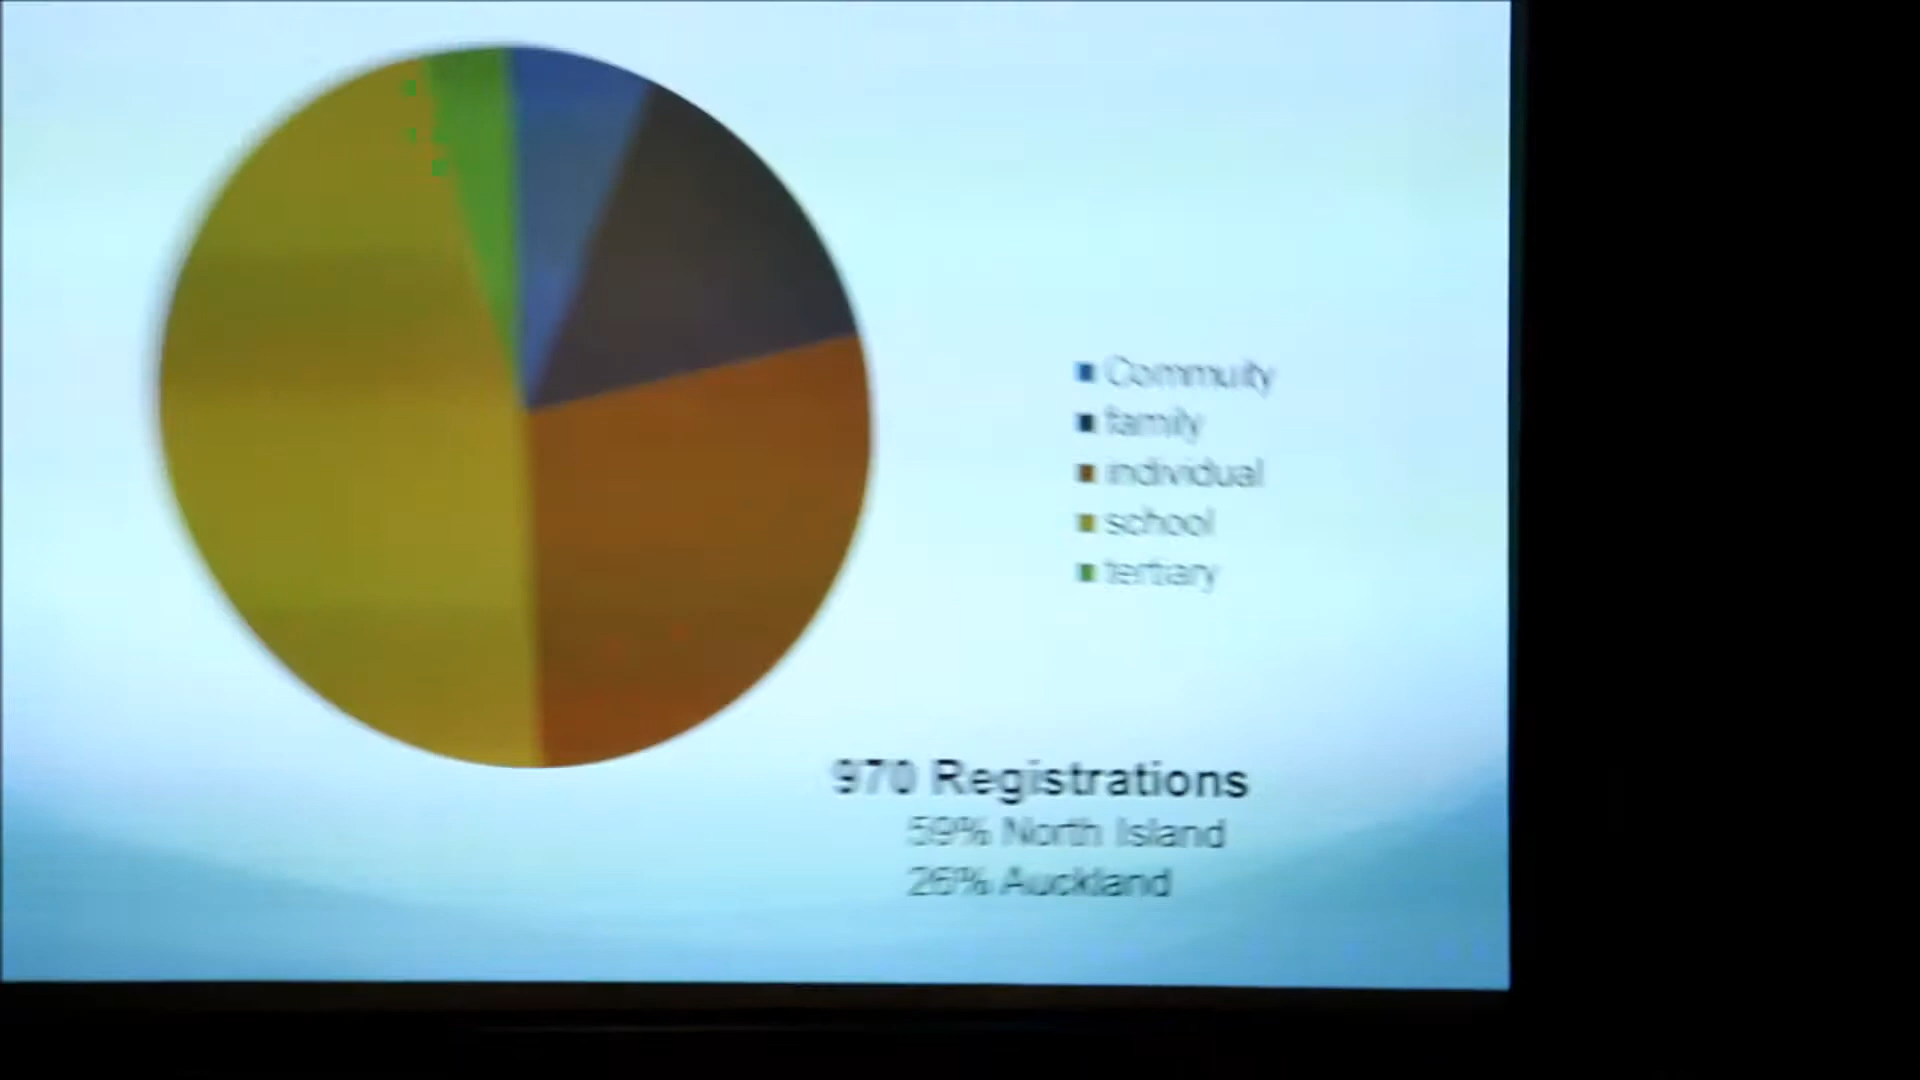 Commuity
family
individual
school
tertiary
970 Registrations
59% North Island
26% Auckland